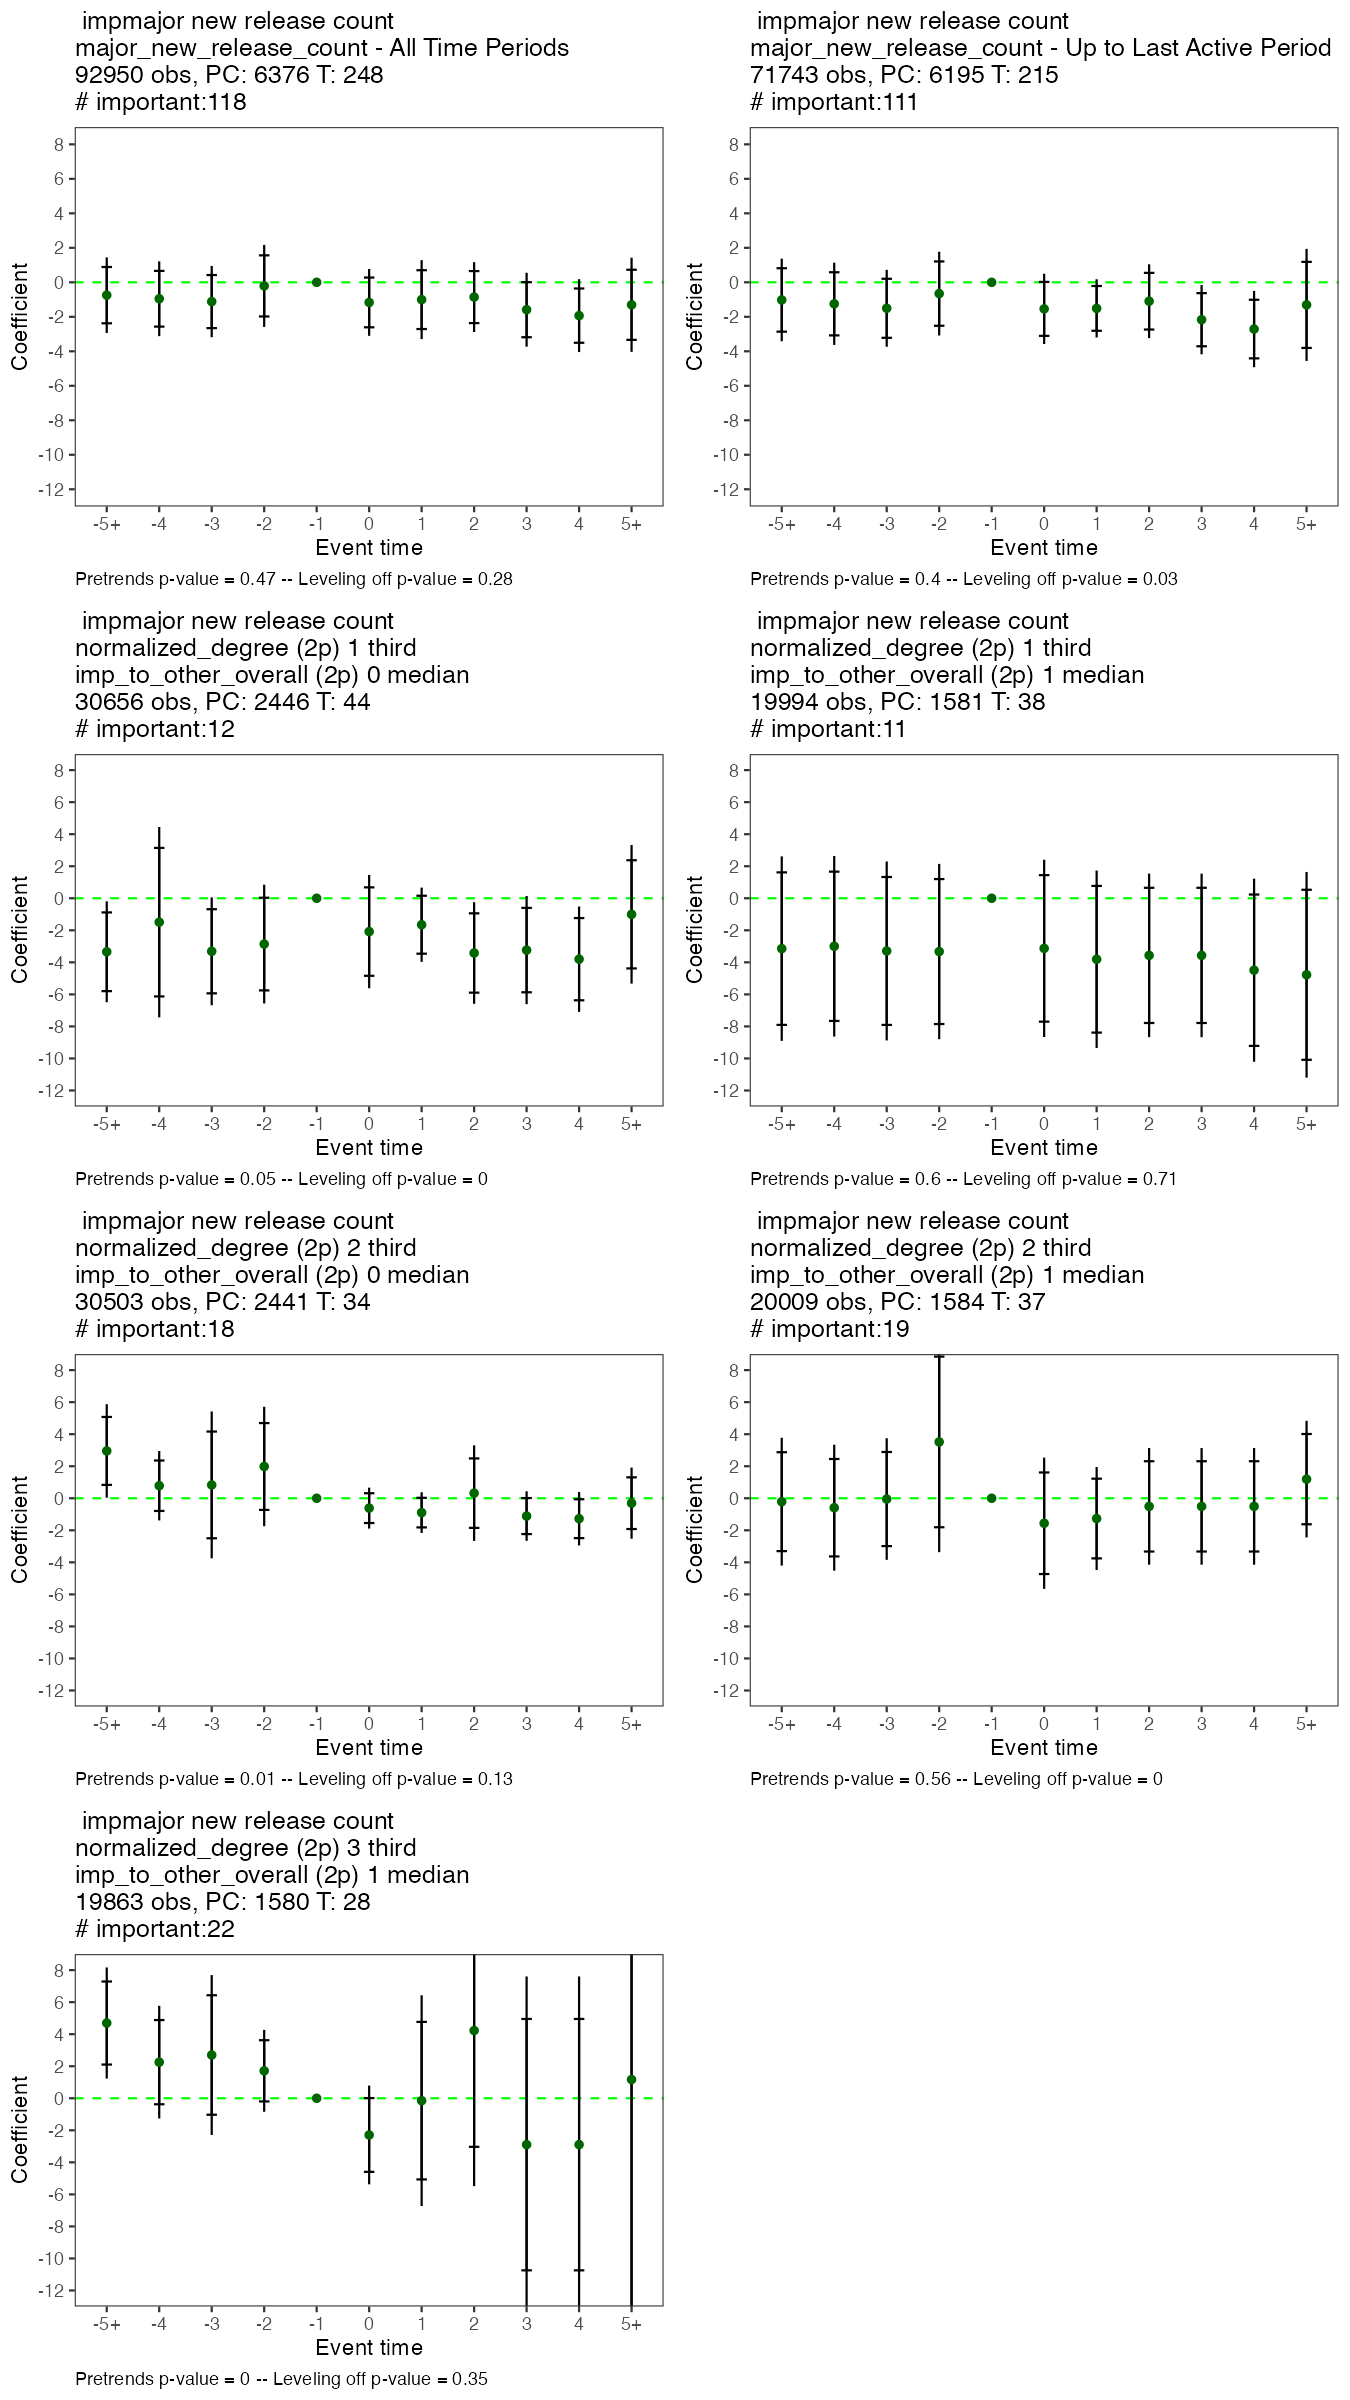 impmajor new release count
major_new_release_count - All Time Periods
92950 obs, PC: 6376 T: 248
# important:118
8
6
4
2
0
-2
-4
-6
-8
-10
-12
Coefficient
-5+ -4 -3 -2 -1 0 1 2 3 4 5+
Event time
Pretrends p-value = 0.47 -- Leveling off p-value = 0.28
impmajor new release count
major_new_release_count - Up to Last Active Period
71743 obs, PC: 6195 T: 215
# important:111
8
6
4
2
0
-2
-4
-6
-8
-10
-12
Coefficient
-5+ -4 -3 -2 -1 0 1 2 3 4 5+
Event time
Pretrends p-value = 0.4 -- Leveling off p-value = 0.03
impmajor new release count
normalized_degree (2p) 1 third
imp_to_other_overall (2p) 0 median
30656 obs, PC: 2446 T: 44
# important:12
8
6
4
2
0
-2
-4
-6
-8
-10
-12
Coefficient
-5+ -4 -3 -2 -1 0 1 2 3 4 5+
Event time
Pretrends p-value = 0.05 -- Leveling off p-value = 0
impmajor new release count
normalized_degree (2p) 1 third
imp_to_other_overall (2p) 1 median
19994 obs, PC: 1581 T: 38
# important:11
8
6
4
2
0
-2
-4
-6
-8
-10
-12
Coefficient
-5+ -4 -3 -2 -1 0 1 2 3 4 5+
Event time
Pretrends p-value = 0.6 -- Leveling off p-value = 0.71
impmajor new release count
normalized_degree (2p) 2 third
imp_to_other_overall (2p) 0 median
30503 obs, PC: 2441 T: 34
# important:18
8
6
4
2
0
-2
-4
-6
-8
-10
-12
Coefficient
-5+ -4 -3 -2 -1 0 1 2 3 4 5+
Event time
Pretrends p-value = 0.01 -- Leveling off p-value = 0.13
impmajor new release count
normalized_degree (2p) 2 third
imp_to_other_overall (2p) 1 median
20009 obs, PC: 1584 T: 37
# important:19
8
6
4
2
0
-2
-4
-6
-8
-10
-12
Coefficient
-5+ -4 -3 -2 -1 0 1 2 3 4 5+
Event time
Pretrends p-value = 0.56 -- Leveling off p-value = 0
impmajor new release count
normalized_degree (2p) 3 third
imp_to_other_overall (2p) 1 median
19863 obs, PC: 1580 T: 28
# important:22
8
6
4
2
0
-2
-4
-6
-8
-10
-12
Coefficient
-5+ -4 -3 -2 -1 0 1 2 3 4 5+
Event time
Pretrends p-value = 0 -- Leveling off p-value = 0.35